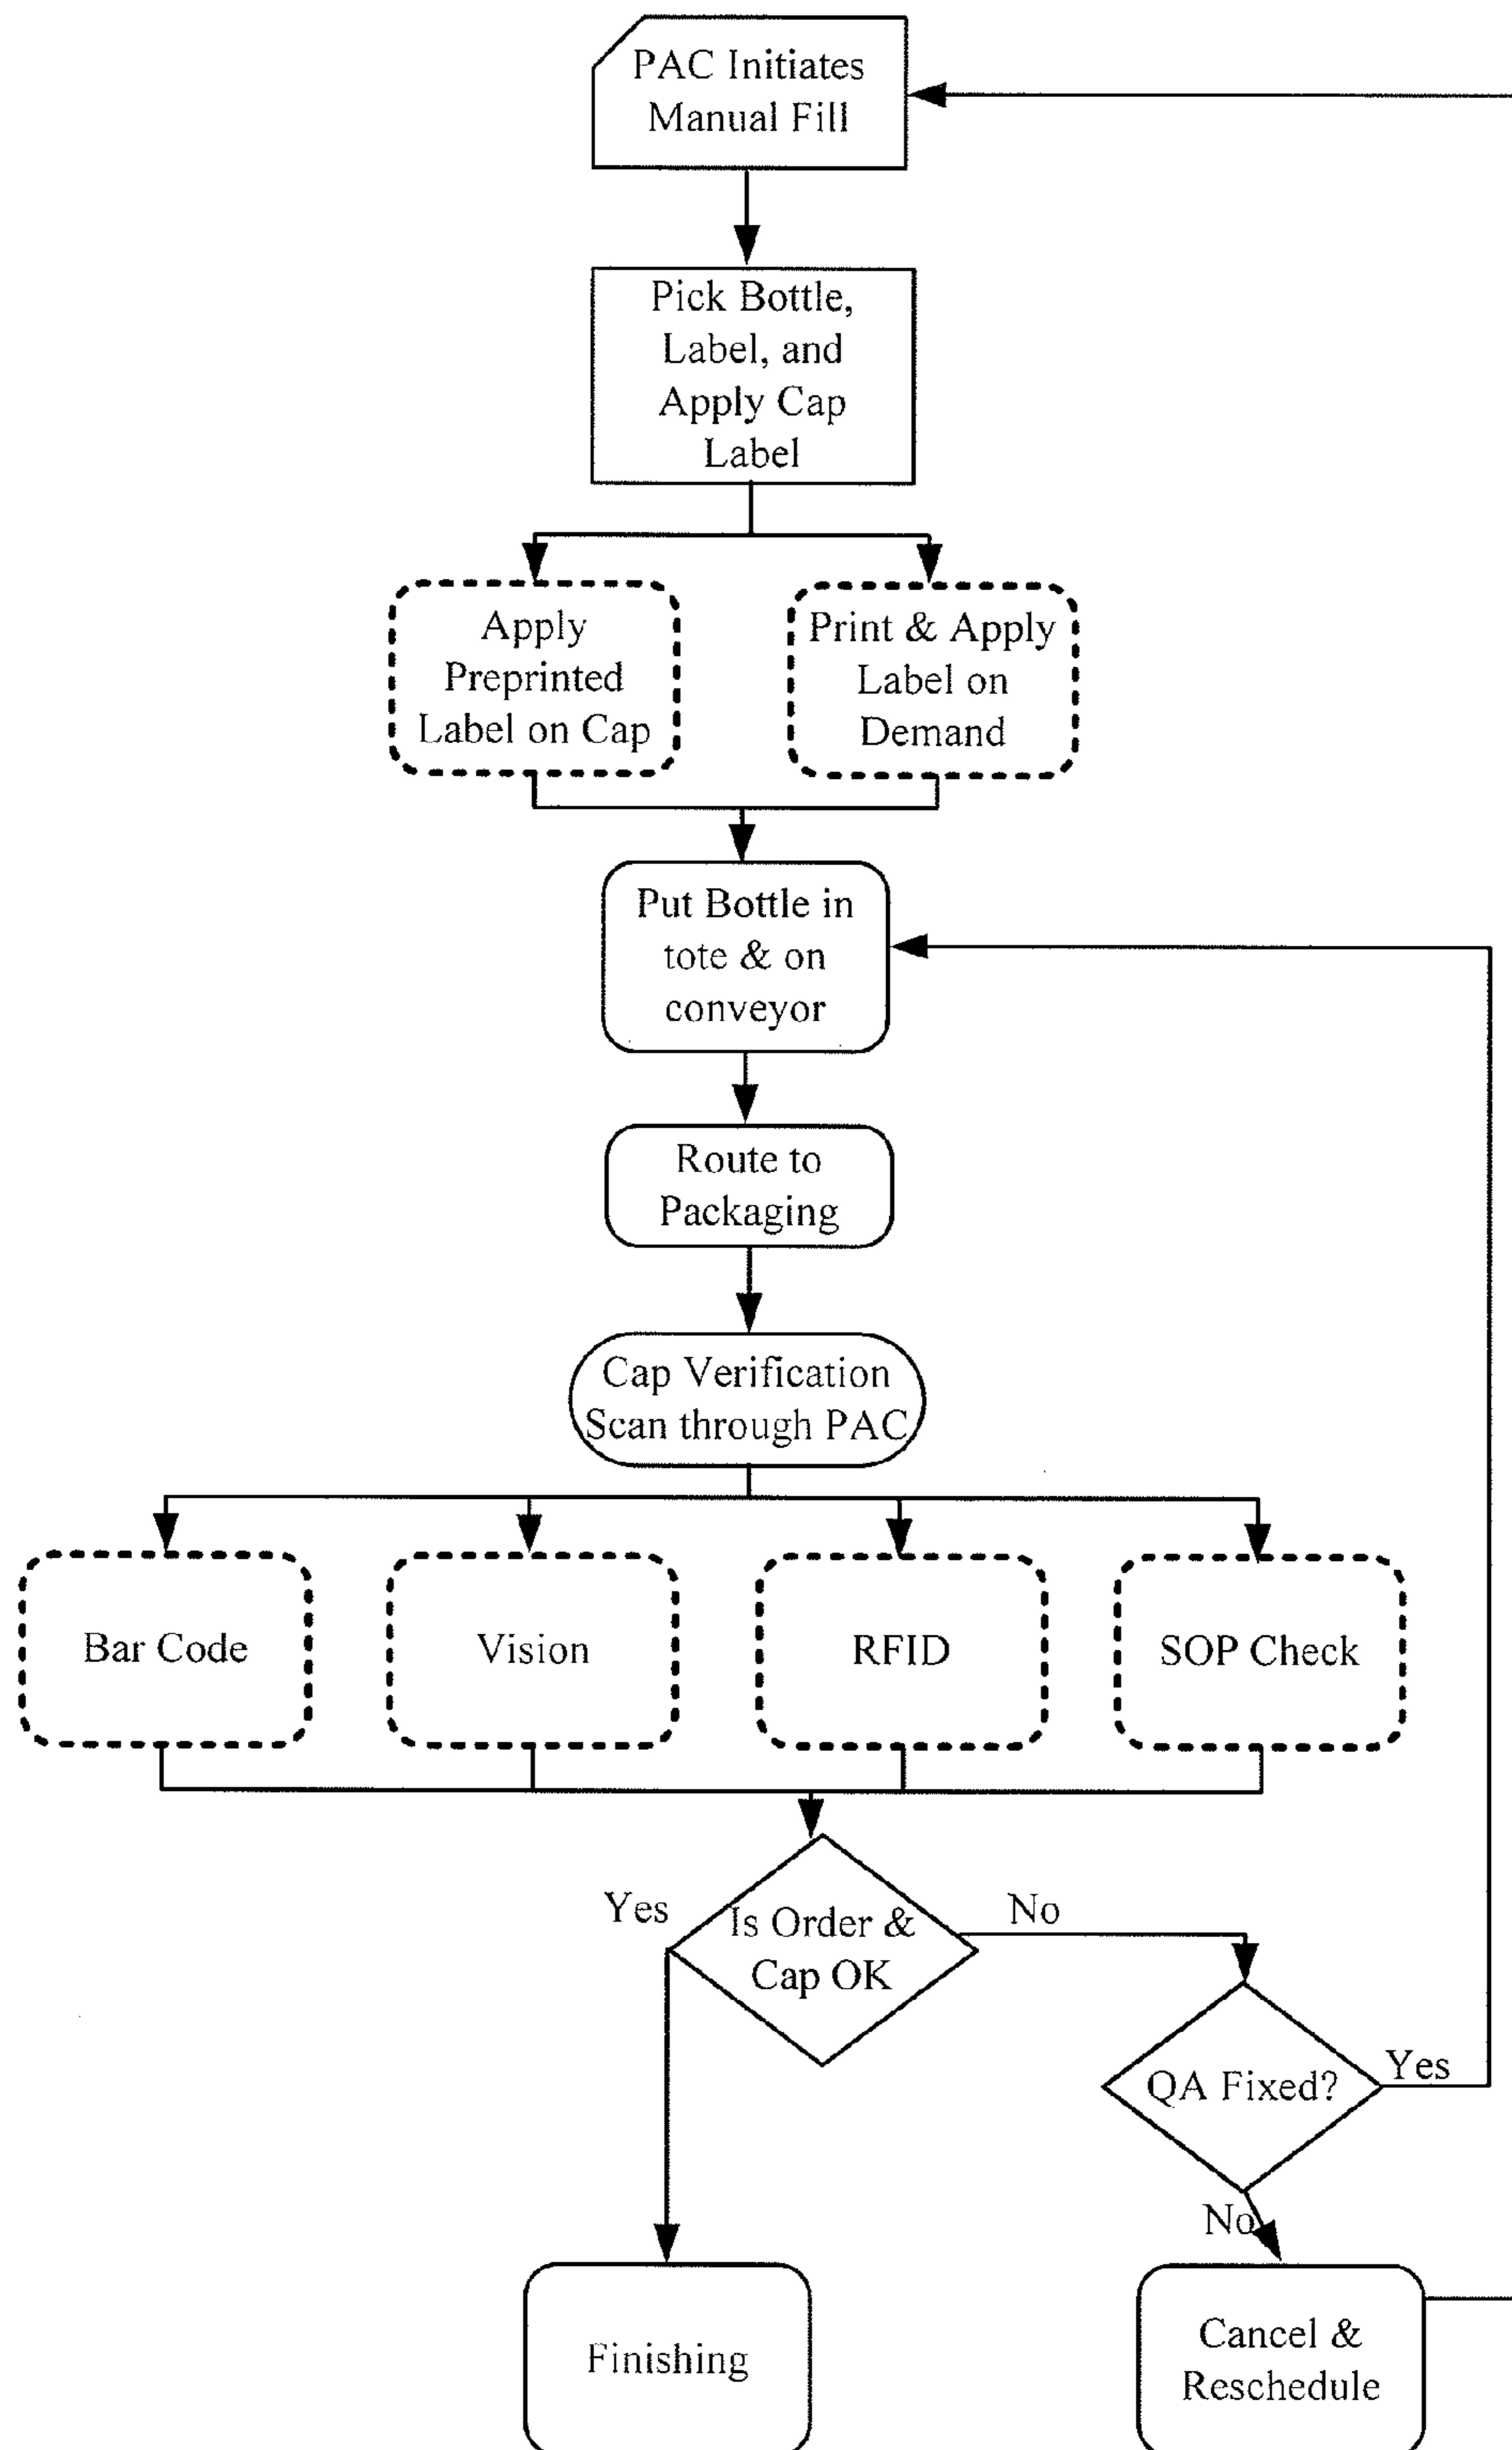 PAC Initiates
Manual Fill
Pick Bottle,
Label, and
Apply Cap
Label
Apply
Preprinted
Label on Cap
Print & Apply
Label on
Demand
Put Bottle in
tote & on
conveyor
Route to
Packaging
Cap Verification
Scan through PAC
Bar Code
Vision
RFID
SOP Check
Yes
Is Order &
Cap OK
No
QA Fixed?
Yes
No
Finishing
Cancel &
Reschedule